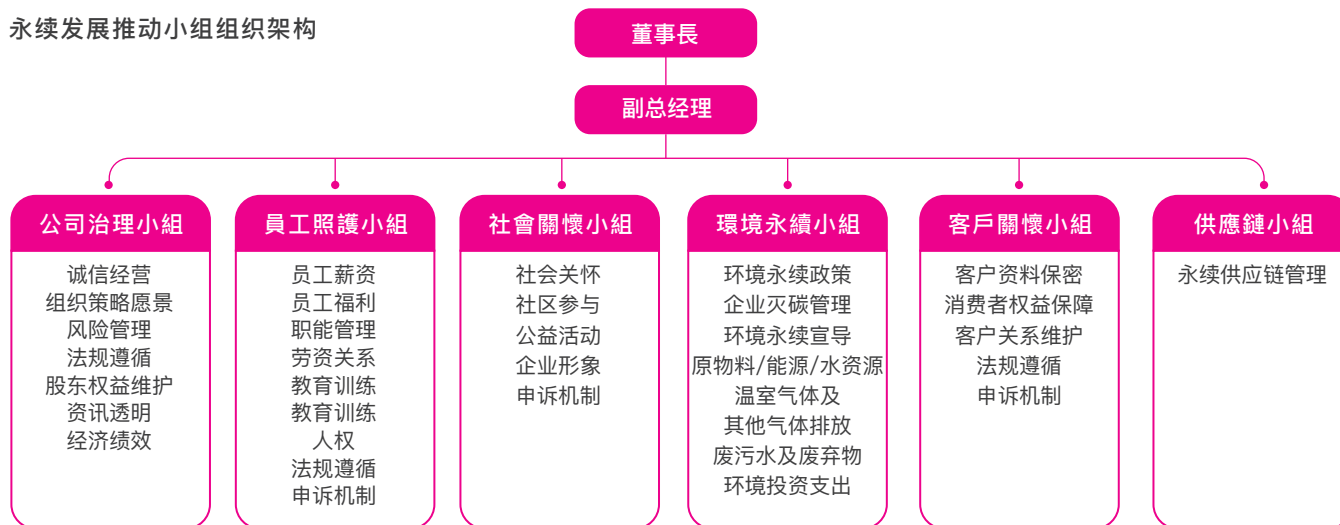 永续发展推动小组组织架构
董事長
副总经理
公司治理小組
诚信经营
组织策略愿景
风险管理
法规遵循
股东权益维护
资讯透明
经济绩效
員工照護小組
员工薪资
员工福利
职能管理
劳资关系
教育训练
教育训练
人权
法规遵循
申诉机制
社會關懷小組
社会关怀
社区参与
公益活动
企业形象
申诉机制
環境永續小組
环境永续政策
企业灭碳管理
环境永续宣导
原物料/能源/水资源
温室气体及
其他气体排放
废污水及废弃物
环境投资支出
客戶關懷小組
客户资料保密
消费者权益保障
客户关系维护
法规遵循
申诉机制
供應鏈小組
永续供应链管理